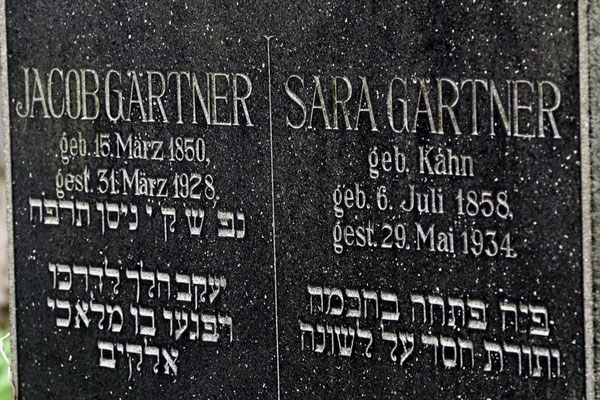 JACOB GÄRTNER
geb. 15. März 1850,
gest. 31. März 1928,
נפ ש ק י ניסן תרפח
יעקב הלך לדרכו
ויפגעו בו מלאכי
אלקים
SARA GÄRTNER
geb. Kahn
geb. 6. Juli 1858,
gest. 29. Mai 1934.
פיה פתחה בחכמה
ותורת חסד על לשונה